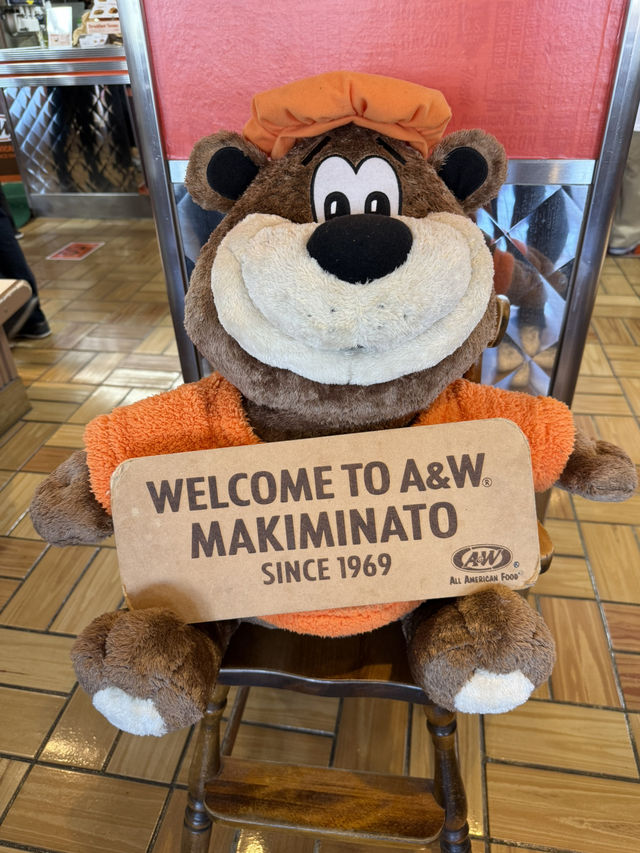 WELCOME TO A&W®
MAKIMINATO
SINCE 1969
A&W®
ALL AMERICAN FOOD®